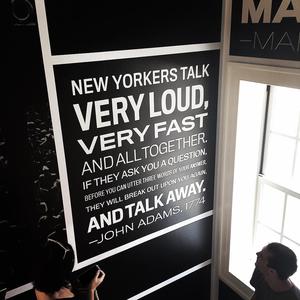 NEW YORKERS TALK
VERY LOUD,
VERY FAST
AND ALL TOGETHER.
IF THEY ASK YOU A QUESTION,
BEFORE YOU CAN UTTER THREE WORDS OF YOUR ANSWER,
THEY WILL BREAK OUT UPON YOU AGAIN,
AND TALK AWAY.
–JOHN ADAMS, 1774
MA
–MA